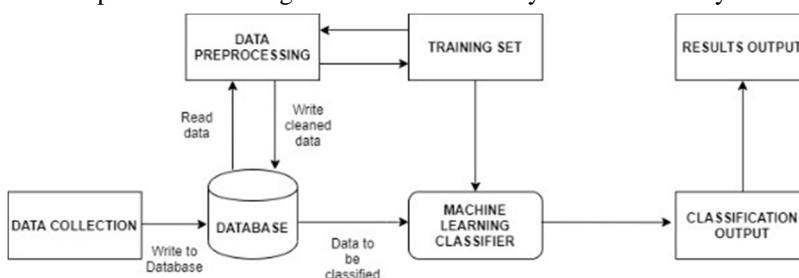 DATA
PREPROCESSING
TRAINING SET
RESULTS OUTPUT
Read
data
Write
cleaned
data
DATA COLLECTION
DATABASE
MACHINE
LEARNING
CLASSIFIER
CLASSIFICATION
OUTPUT
Write to
Database
Data to
be
classified